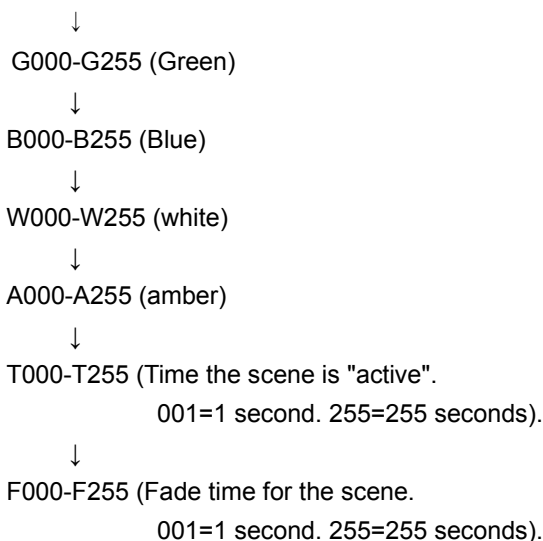 ↓
G000-G255 (Green)
↓
B000-B255 (Blue)
↓
W000-W255 (white)
↓
A000-A255 (amber)
↓
T000-T255 (Time the scene is "active".
001=1 second. 255=255 seconds).
↓
F000-F255 (Fade time for the scene.
001=1 second. 255=255 seconds).